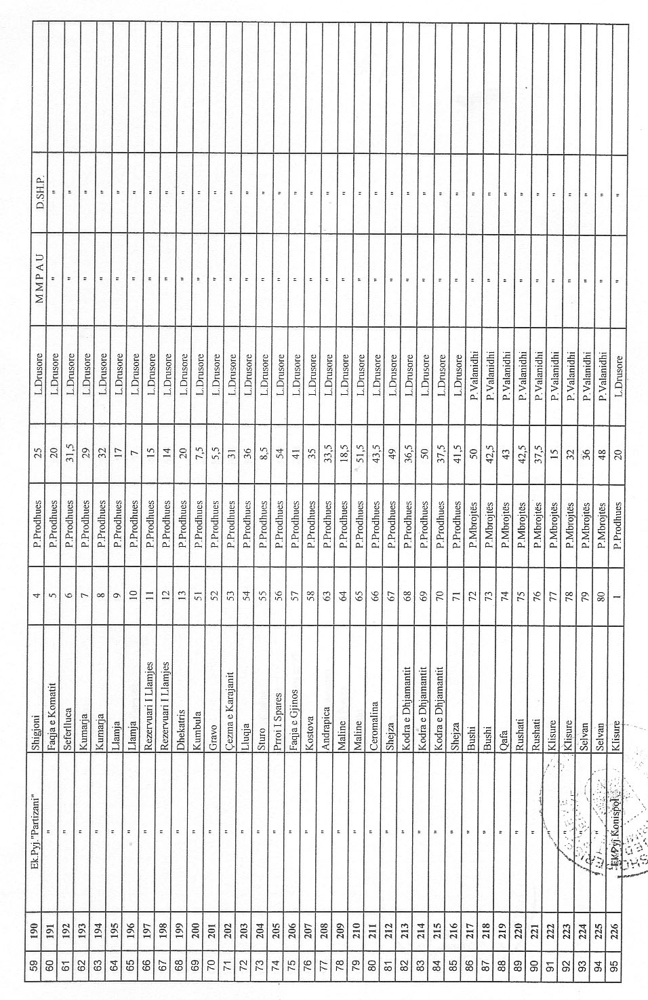 59 190 Ek.Pyj."Partizani" Shigjoni 4 P.Prodhues 25 L.Drusore M M P A U D.SH.P.
60 191 " Faqja e Komatit 5 P.Prodhues 20 L.Drusore " "
61 192 " Seferlluca 6 P.Prodhues 31,5 L.Drusore " "
62 193 " Kumarja 7 P.Prodhues 29 L.Drusore " "
63 194 " Kumarja 8 P.Prodhues 32 L.Drusore " "
64 195 " Llamja 9 P.Prodhues 17 L.Drusore " "
65 196 " Llamja 10 P.Prodhues 7 L.Drusore " "
66 197 " Rezervuari I Llamjes 11 P.Prodhues 15 L.Drusore " "
67 198 " Rezervuari I Llamjes 12 P.Prodhues 14 L.Drusore " "
68 199 " Dhekatris 13 P.Prodhues 20 L.Drusore " "
69 200 " Kumbula 51 P.Prodhues 7,5 L.Drusore " "
70 201 " Gravo 52 P.Prodhues 5,5 L.Drusore " "
71 202 " Çezma e Karajanit 53 P.Prodhues 31 L.Drusore " "
72 203 " Lluqja 54 P.Prodhues 36 L.Drusore " "
73 204 " Sturo 55 P.Prodhues 8,5 L.Drusore " "
74 205 " Prroi I Spares 56 P.Prodhues 54 L.Drusore " "
75 206 " Faqja e Gjinos 57 P.Prodhues 41 L.Drusore " "
76 207 " Kostova 58 P.Prodhues 35 L.Drusore " "
77 208 " Andrapica 63 P.Prodhues 33,5 L.Drusore " "
78 209 " Maline 64 P.Prodhues 18,5 L.Drusore " "
79 210 " Maline 65 P.Prodhues 51,5 L.Drusore " "
80 211 " Ceromalina 66 P.Prodhues 43,5 L.Drusore " "
81 212 " Shejza 67 P.Prodhues 49 L.Drusore " "
82 213 " Kodra e Dhjamantit 68 P.Prodhues 36,5 L.Drusore " "
83 214 " Kodra e Dhjamantit 69 P.Prodhues 50 L.Drusore " "
84 215 " Kodra e Dhjamantit 70 P.Prodhues 37,5 L.Drusore " "
85 216 " Shejza 71 P.Prodhues 41,5 L.Drusore " "
86 217 " Bushi 72 P.Mbrojtës 50 P.Valanidhi " "
87 218 " Bushi 73 P.Mbrojtës 42,5 P.Valanidhi " "
88 219 " Qafa 74 P.Mbrojtës 43 P.Valanidhi " "
89 220 " Rushati 75 P.Mbrojtës 42,5 P.Valanidhi " "
90 221 " Rushati 76 P.Mbrojtës 37,5 P.Valanidhi " "
91 222 " Klisure 77 P.Mbrojtës 15 P.Valanidhi " "
92 223 " Klisure 78 P.Mbrojtës 32 P.Valanidhi " "
93 224 " Selvan 79 P.Mbrojtës 36 P.Valanidhi " "
94 225 " Selvan 80 P.Mbrojtës 48 P.Valanidhi " "
95 226 Ek.Pyj.Konispol Klisure 1 P.Prodhues 20 L.Drusore " "